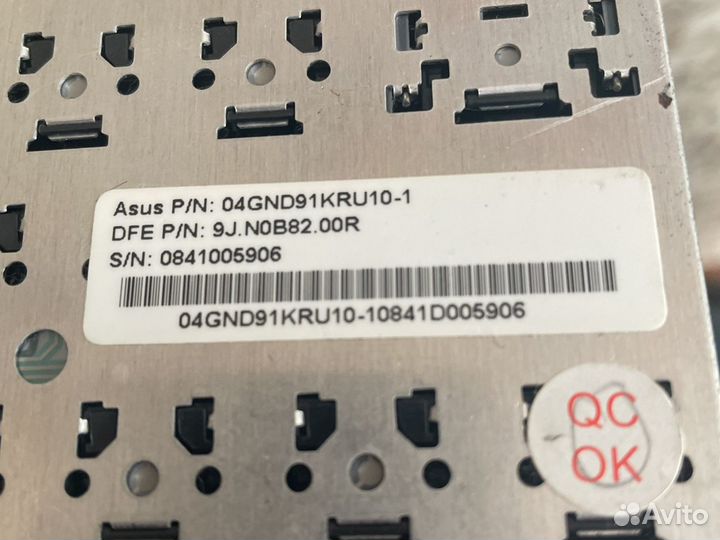 Asus P/N: 04GND91KRU10-1
DFE P/N: 9J.N0B82.00R
S/N: 0841005906
04GND91KRU10-10841D005906
QC
OK
Avito